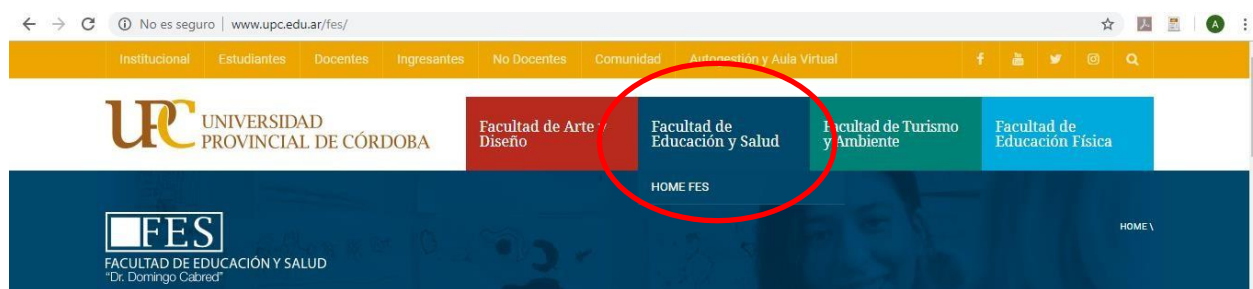 No es seguro | www.upc.edu.ar/fes/
A
Institucional Estudiantes Docentes Ingresantes No Docentes Comunidad Autogestión y Aula Virtual
UPC UNIVERSIDAD
PROVINCIAL DE CÓRDOBA
Facultad de Arte y
Diseño
Facultad de
Educación y Salud
Facultad de Turismo
y Ambiente
Facultad de
Educación Física
HOME FES
HOME \
FES
FACULTAD DE EDUCACIÓN Y SALUD
"Dr. Domingo Cabred"